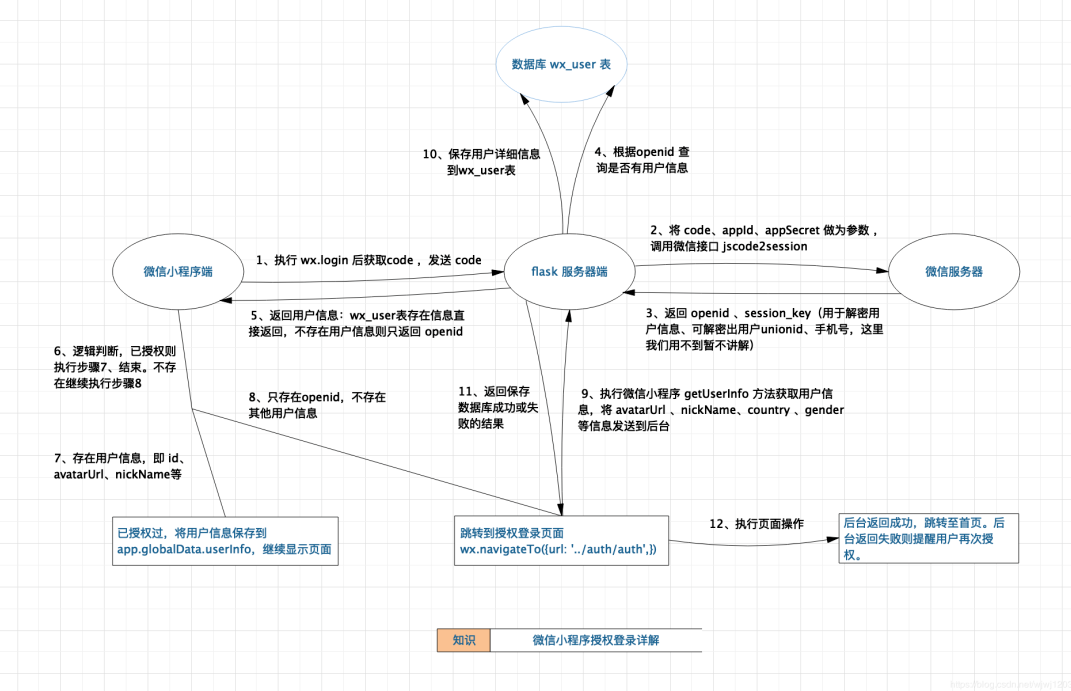 数据库 wx_user 表
10、保存用户详细信息
到wx_user表
4、根据openid 查
询是否有用户信息
2、将 code、appId、appSecret 做为参数 ，
调用微信接口 jscode2session
微信小程序端
1、执行 wx.login 后获取code ，发送 code
flask 服务器端
微信服务器
5、返回用户信息：wx_user表存在信息直
接返回，不存在用户信息则只返回 openid
3、返回 openid 、session_key（用于解密用
户信息、可解密出用户unionid、手机号，这里
我们用不到暂不讲解）
6、逻辑判断，已授权则
执行步骤7、结束。不存
在继续执行步骤8
8、只存在openid，不存在
其他用户信息
11、返回保存
数据库成功或失
败的结果
9、执行微信小程序 getUserInfo 方法获取用户信
息，将 avatarUrl 、nickName、country 、gender
等信息发送到后台
7、存在用户信息，即 id、
avatarUrl、nickName等
已授权过，将用户信息保存到
app.globalData.userInfo，继续显示页面
跳转到授权登录页面
wx.navigateTo({url: '../auth/auth',})
12、执行页面操作
后台返回成功，跳转至首页。后
台返回失败则提醒用户再次授
权。
知识
微信小程序授权登录详解